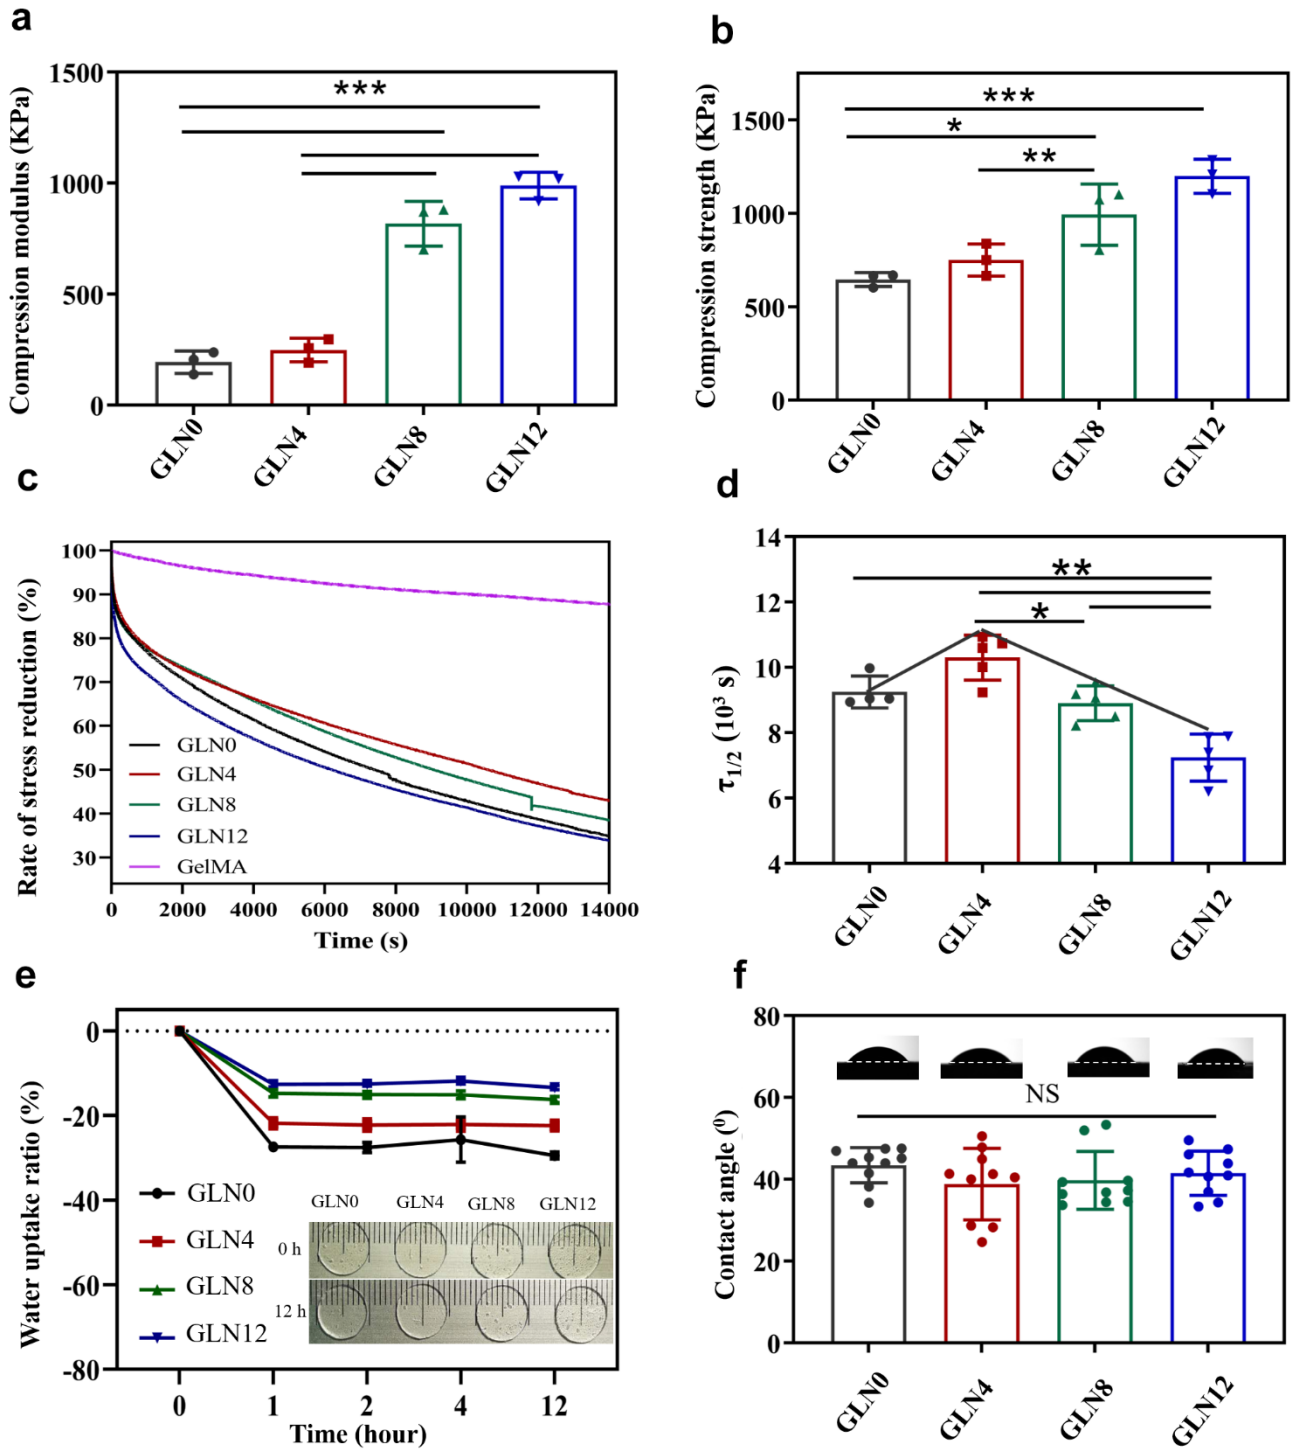 a
Compression modulus (KPa)
1500
1000
500
0
***
GLN0
GLN4
GLN8
GLN12
b
Compression strength (KPa)
1500
1000
500
0
***
*
**
GLN0
GLN4
GLN8
GLN12
c
Rate of stress reduction (%)
100
90
80
70
60
50
40
30
GLN0
GLN4
GLN8
GLN12
GelMA
0 2000 4000 6000 8000 10000 12000 14000
Time (s)
d
τ1/2 (10³ s)
14
12
10
8
6
4
**
*
GLN0
GLN4
GLN8
GLN12
e
Water uptake ratio (%)
0
-20
-40
-60
-80
GLN0
GLN4
GLN8
GLN12
GLN0 GLN4 GLN8 GLN12
0 h
12 h
0 1 2 4 12
Time (hour)
f
Contact angle (⁰)
80
60
40
20
0
NS
GLN0
GLN4
GLN8
GLN12